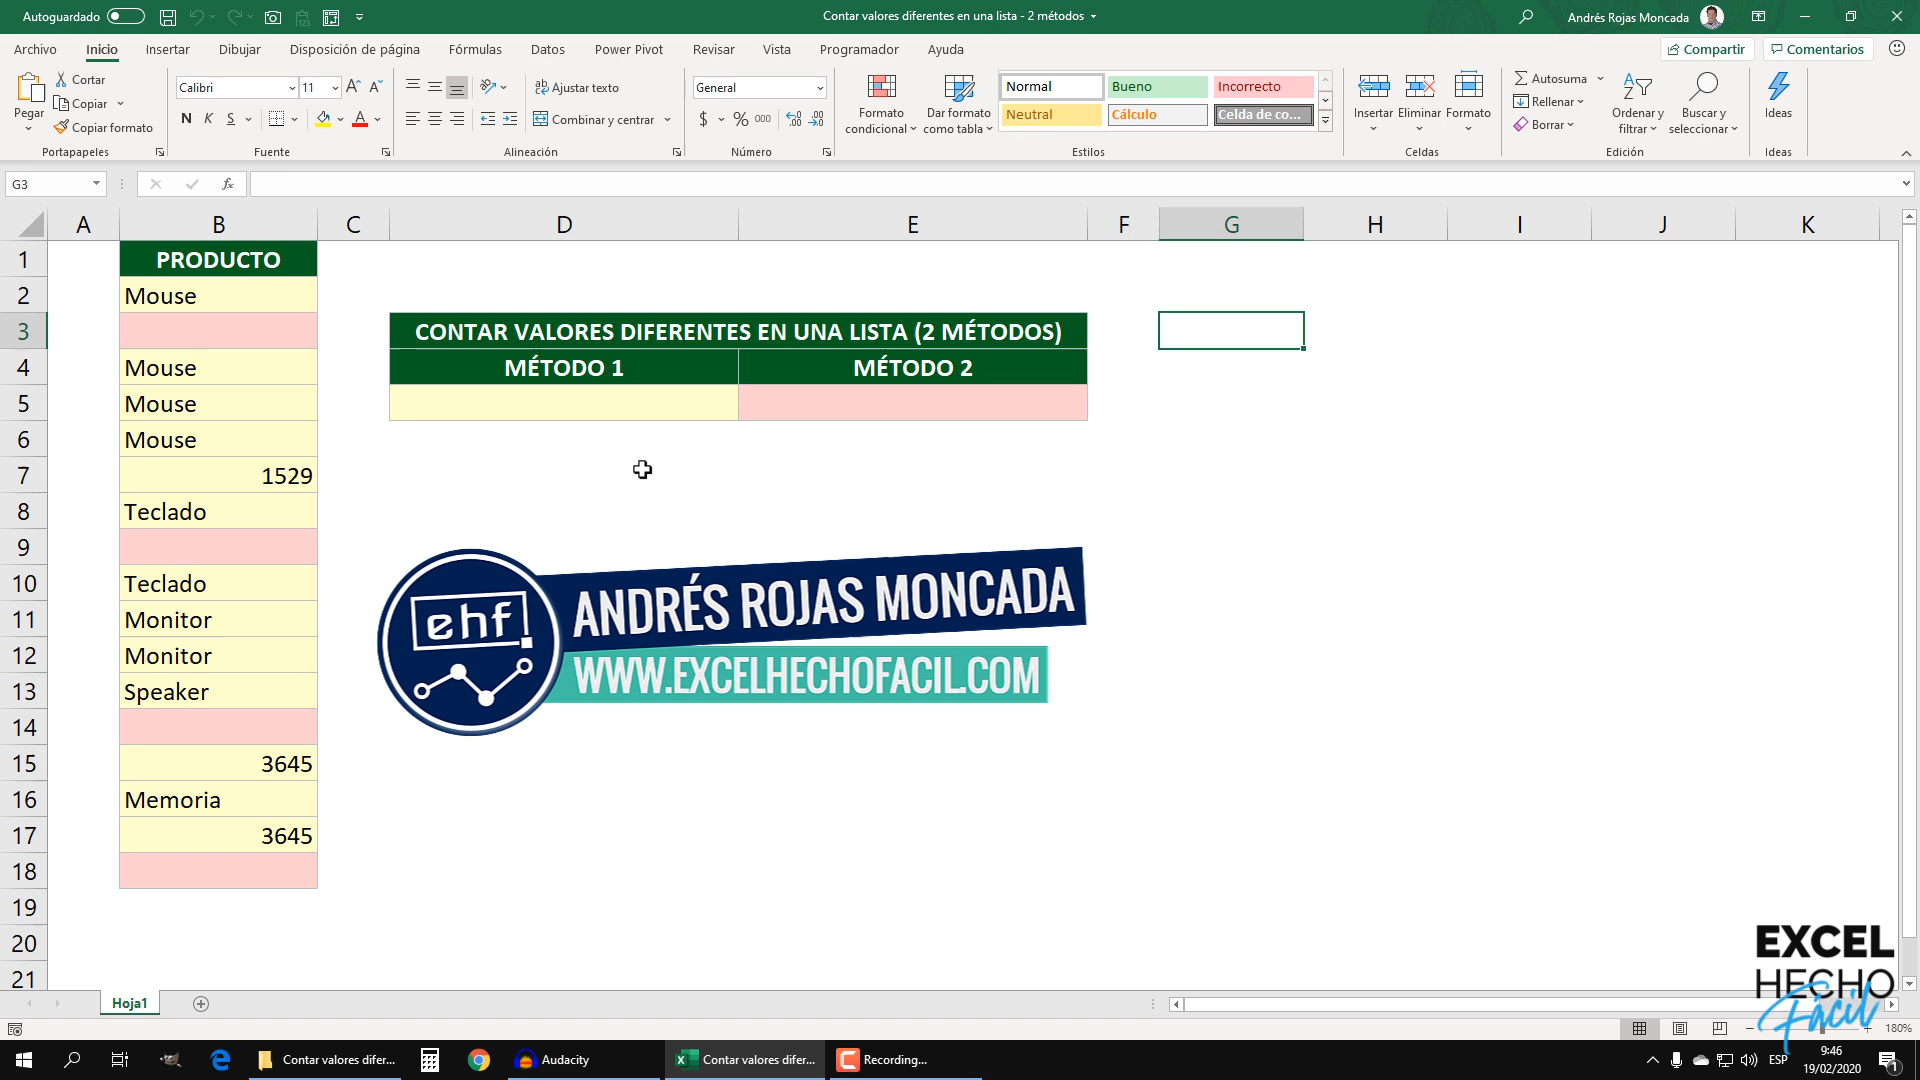 Autoguardado
Contar valores diferentes en una lista - 2 métodos
Andrés Rojas Moncada
Archivo Inicio Insertar Dibujar Disposición de página Fórmulas Datos Power Pivot Revisar Vista Programador Ayuda
Compartir Comentarios
Pegar
Cortar
Copiar
Copiar formato
Portapapeles
Calibri 11
N K S
Fuente
Ajustar texto
Combinar y centrar
Alineación
General
$ % 000
Número
Formato condicional
Dar formato como tabla
Normal Bueno Incorrecto
Neutral Cálculo Celda de co...
Estilos
Insertar Eliminar Formato
Celdas
Autosuma
Rellenar
Borrar
Ordenar y filtrar
Buscar y seleccionar
Edición
Ideas
Ideas
G3
fx
A B C D E F G H I J K
1 PRODUCTO
2 Mouse
3 CONTAR VALORES DIFERENTES EN UNA LISTA (2 MÉTODOS)
4 Mouse MÉTODO 1 MÉTODO 2
5 Mouse
6 Mouse
7 1529
8 Teclado
9
10 Teclado
11 Monitor
12 Monitor
13 Speaker
14
15 3645
16 Memoria
17 3645
18
19
20
21
ehf
ANDRÉS ROJAS MONCADA
WWW.EXCELHECHOFACIL.COM
EXCEL
HECHO
Fácil
Hoja1
180%
Contar valores difer...
Audacity
Contar valores difer...
Recording...
ESP
9:46
19/02/2020
1